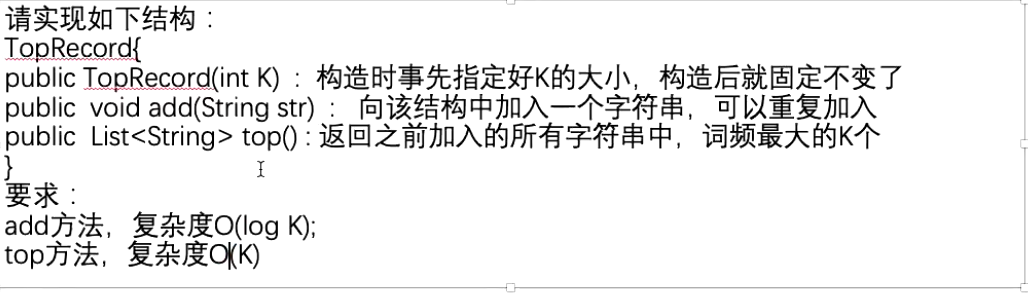 请实现如下结构：
TopRecord{
public TopRecord(int K) : 构造时事先指定好K的大小，构造后就固定不变了
public void add(String str) : 向该结构中加入一个字符串，可以重复加入
public List<String> top() : 返回之前加入的所有字符串中，词频最大的K个
}
要求：
add方法，复杂度O(log K);
top方法，复杂度O(K)